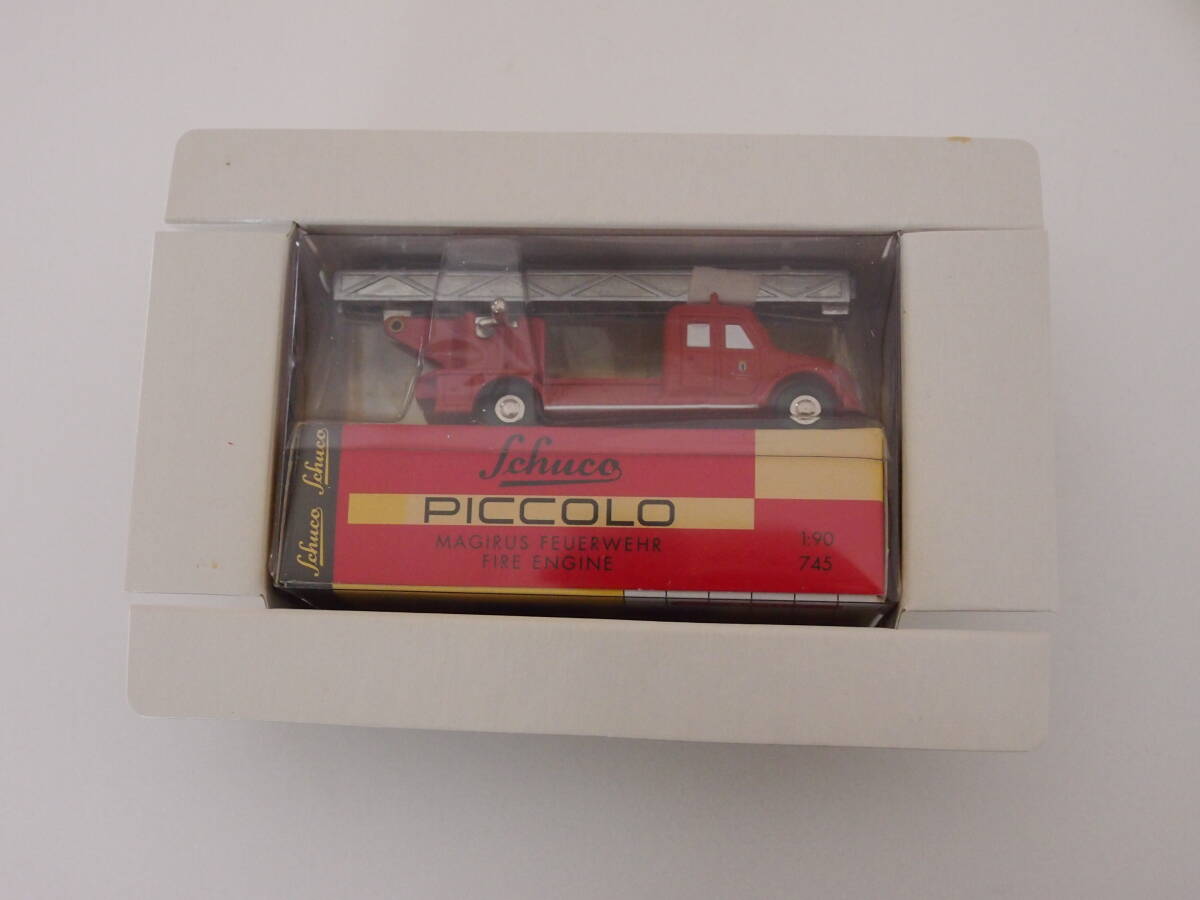 Schuco
PICCOLO
MAGIRUS FEUERWEHR
FIRE ENGINE
1:90
745
Schuco Schuco